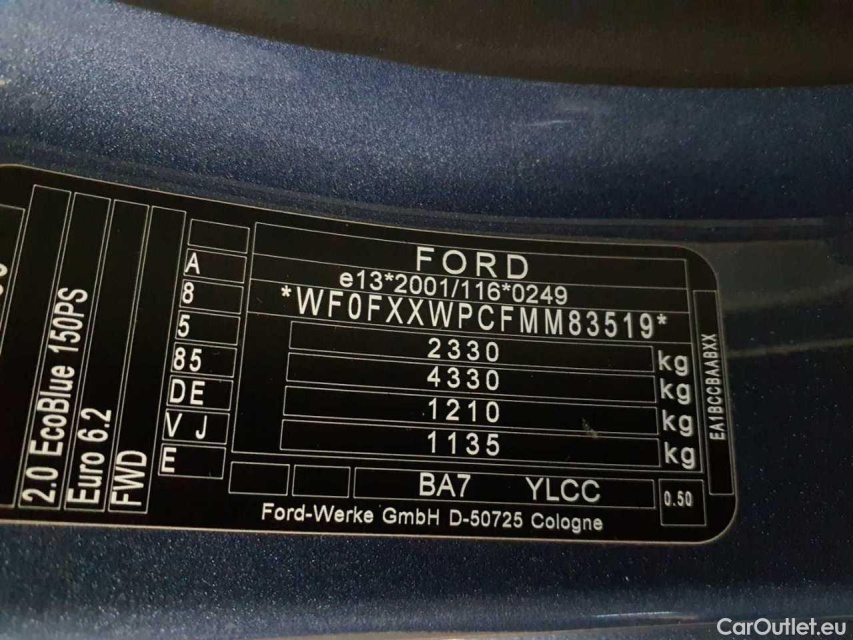 FORD
e13*2001/116*0249
*WF0FXXWPCFMM83519*
2330 kg
4330 kg
1210 kg
1135 kg
BA7 YLCC
0.50
Ford-Werke GmbH D-50725 Cologne
A
8
5
85
DE
V J
E
2.0 EcoBlue 150PS
Euro 6.2
FWD
EA1BCCBAABXX
CarOutlet.eu